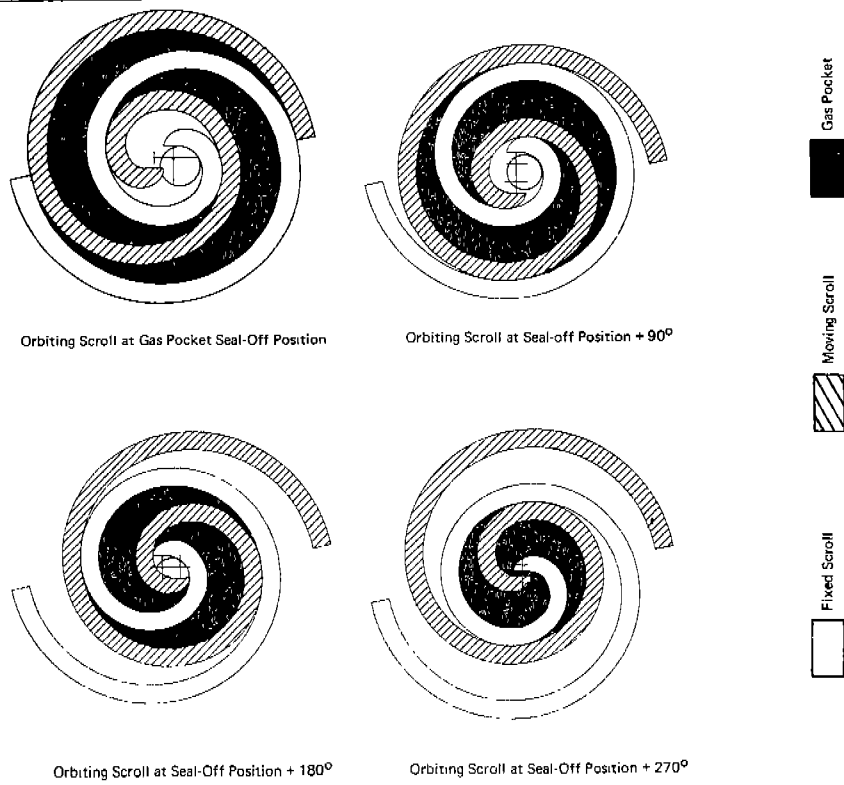 Orbiting Scroll at Gas Pocket Seal-Off Position
Orbiting Scroll at Seal-off Position + 90°
Orbiting Scroll at Seal-Off Position + 180°
Orbiting Scroll at Seal-Off Position + 270°
Gas Pocket
Moving Scroll
Fixed Scroll